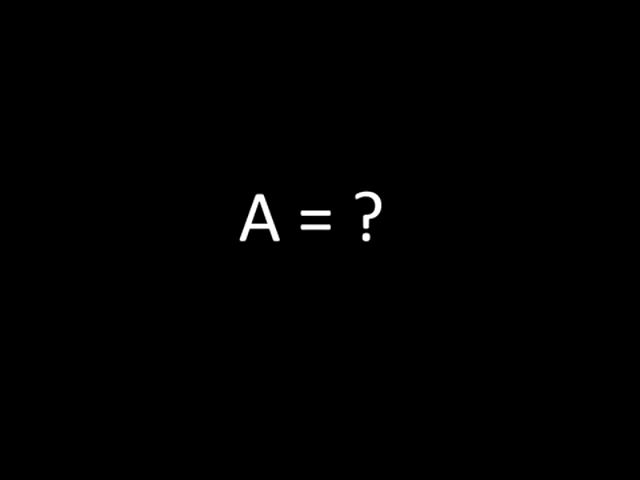 A = ?